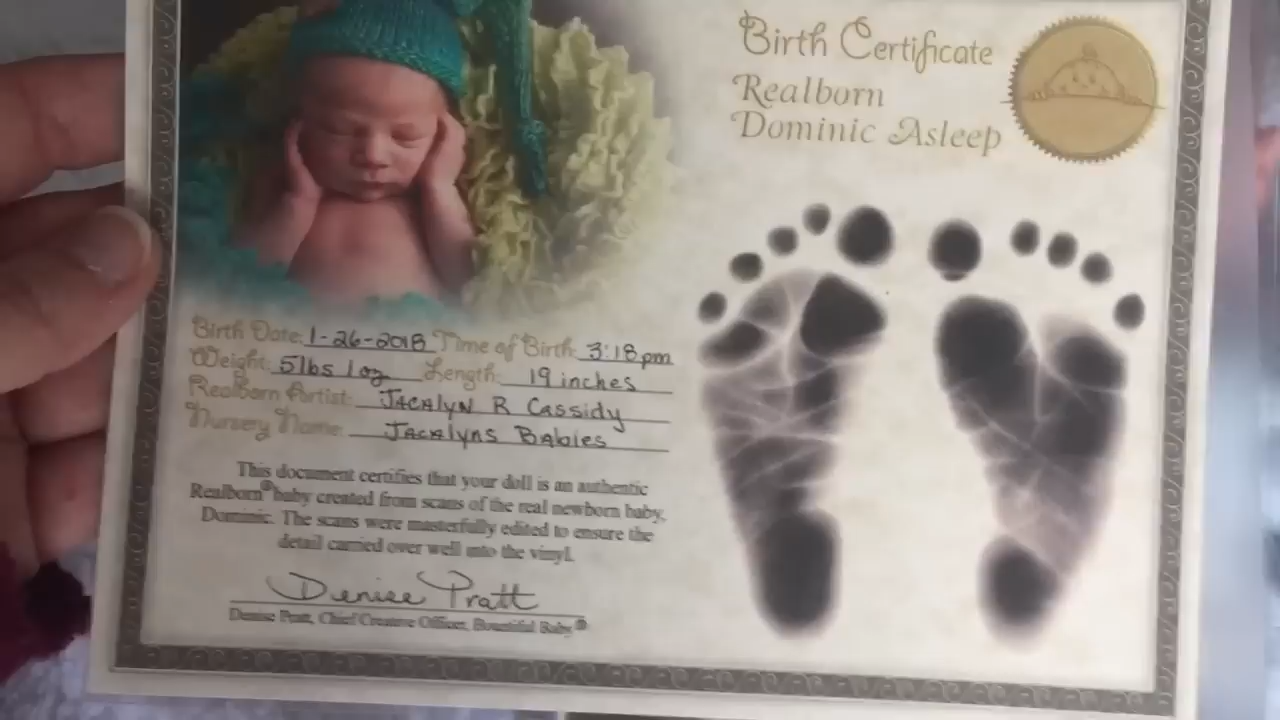 Birth Certificate
Realborn
Dominic Asleep
Birth Date: 1-26-2018 Time of Birth: 3:18 pm
Weight: 5lbs 1oz Length: 19 inches
Realborn Artist: Jacalyn R Cassidy
Nursery Name: Jacalyns Babies
This document certifies that your doll is an authentic
Realborn® baby created from scans of the real newborn baby,
Dominic. The scans were masterfully edited to ensure the
detail carried over well into the vinyl.
Denise Pratt
Denise Pratt, Chief Creative Officer, Bountiful Baby®